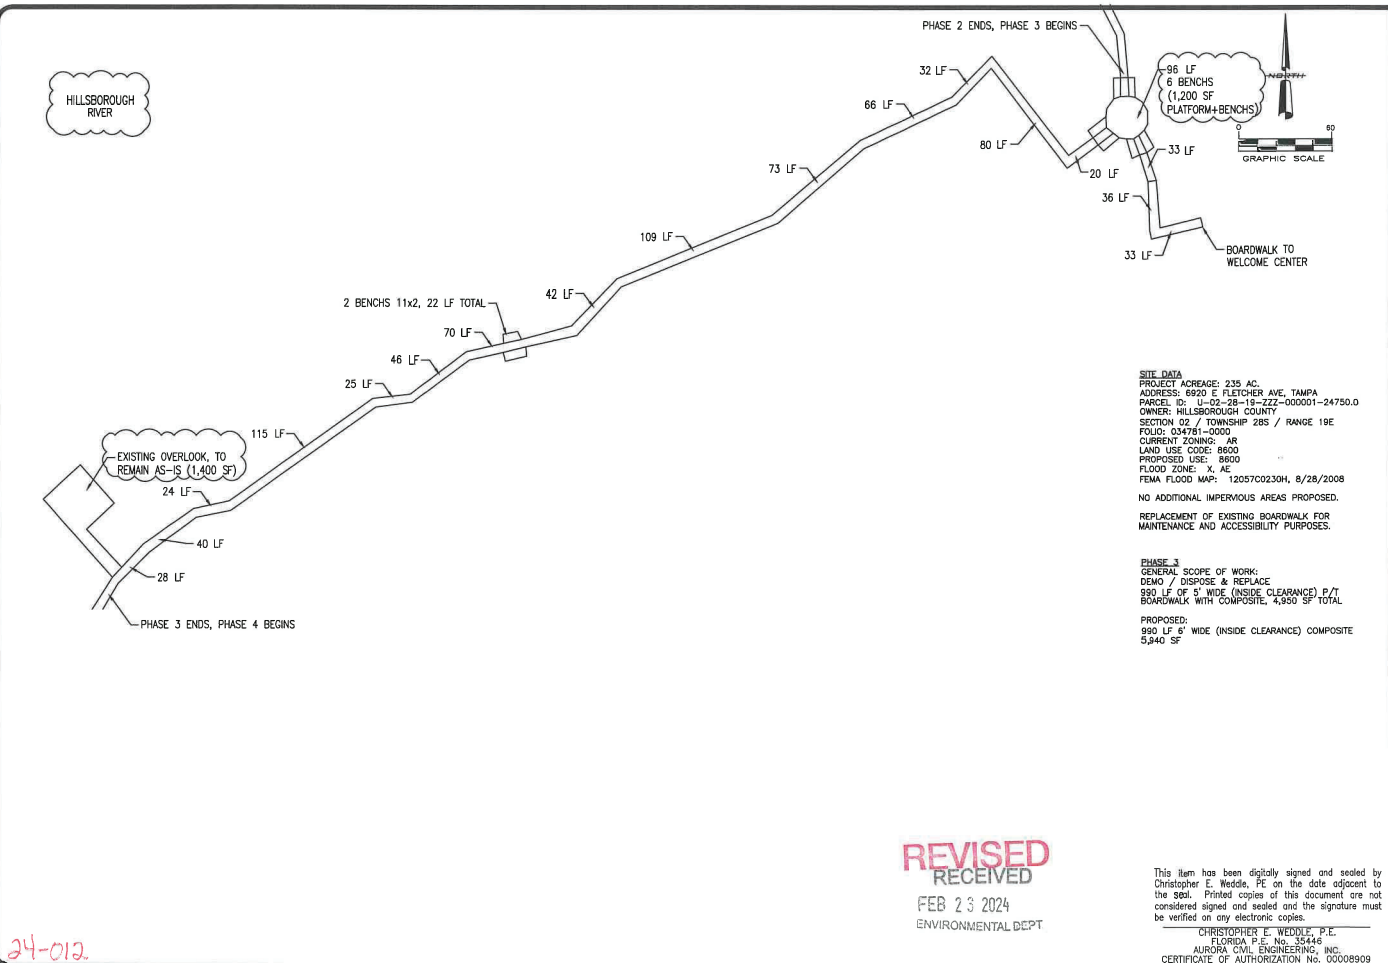 PHASE 2 ENDS, PHASE 3 BEGINS
HILLSBOROUGH
RIVER
32 LF
66 LF
96 LF
6 BENCHS
(1,200 SF
PLATFORM+BENCHS)
NORTH
0
60
GRAPHIC SCALE
80 LF
33 LF
20 LF
73 LF
36 LF
109 LF
33 LF
BOARDWALK TO
WELCOME CENTER
42 LF
2 BENCHS 11x2, 22 LF TOTAL
70 LF
46 LF
25 LF
115 LF
EXISTING OVERLOOK, TO
REMAIN AS-IS (1,400 SF)
24 LF
40 LF
28 LF
PHASE 3 ENDS, PHASE 4 BEGINS
SITE DATA
PROJECT ACREAGE: 235 AC.
ADDRESS: 6920 E FLETCHER AVE, TAMPA
PARCEL ID: U-02-28-19-ZZZ-000001-24750.0
OWNER: HILLSBOROUGH COUNTY
SECTION 02 / TOWNSHIP 28S / RANGE 19E
FOLIO: 034781-0000
CURRENT ZONING: AR
LAND USE CODE: 8600
PROPOSED USE: 8600
FLOOD ZONE: X, AE
FEMA FLOOD MAP: 12057C0230H, 8/28/2008
NO ADDITIONAL IMPERVIOUS AREAS PROPOSED.
REPLACEMENT OF EXISTING BOARDWALK FOR
MAINTENANCE AND ACCESSIBILITY PURPOSES.
PHASE 3
GENERAL SCOPE OF WORK:
DEMO / DISPOSE & REPLACE
990 LF OF 5' WIDE (INSIDE CLEARANCE) P/T
BOARDWALK WITH COMPOSITE, 4,950 SF TOTAL
PROPOSED:
990 LF 6' WIDE (INSIDE CLEARANCE) COMPOSITE
5,940 SF
REVISED
RECEIVED
FEB 23 2024
ENVIRONMENTAL DEPT
This item has been digitally signed and sealed by
Christopher E. Weddle, PE on the date adjacent to
the seal. Printed copies of this document are not
considered signed and sealed and the signature must
be verified on any electronic copies.
CHRISTOPHER E. WEDDLE, P.E.
FLORIDA P.E. No. 35446
AURORA CIVIL ENGINEERING, INC.
CERTIFICATE OF AUTHORIZATION No. 00008909
24-012